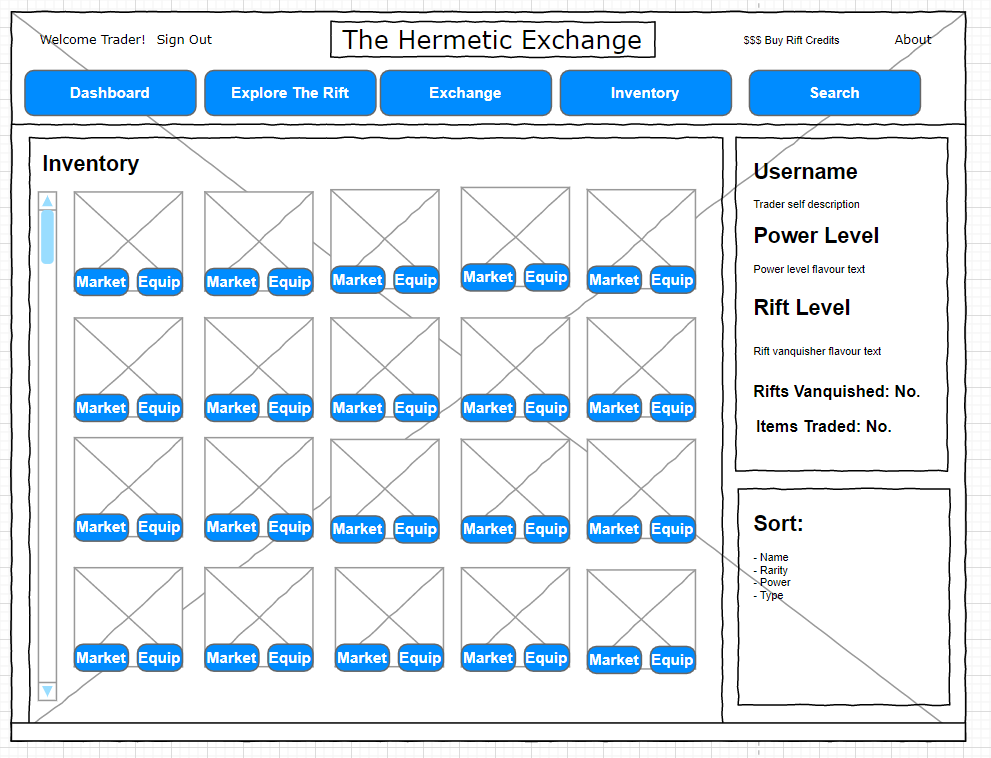 Welcome Trader! Sign Out
The Hermetic Exchange
$$$ Buy Rift Credits
About
Dashboard
Explore The Rift
Exchange
Inventory
Search
Inventory
Market Equip Market Equip Market Equip Market Equip Market Equip
Market Equip Market Equip Market Equip Market Equip Market Equip
Market Equip Market Equip Market Equip Market Equip Market Equip
Market Equip Market Equip Market Equip Market Equip Market Equip
Username
Trader self description
Power Level
Power level flavour text
Rift Level
Rift vanquisher flavour text
Rifts Vanquished: No.
Items Traded: No.
Sort:
- Name
- Rarity
- Power
- Type